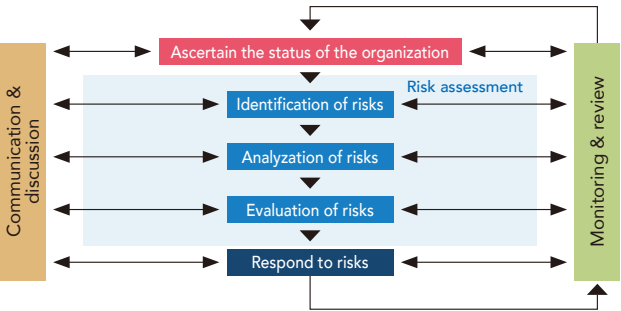 Ascertain the status of the organization
Risk assessment
Identification of risks
Analyzation of risks
Evaluation of risks
Respond to risks
Communication &
discussion
Monitoring & review